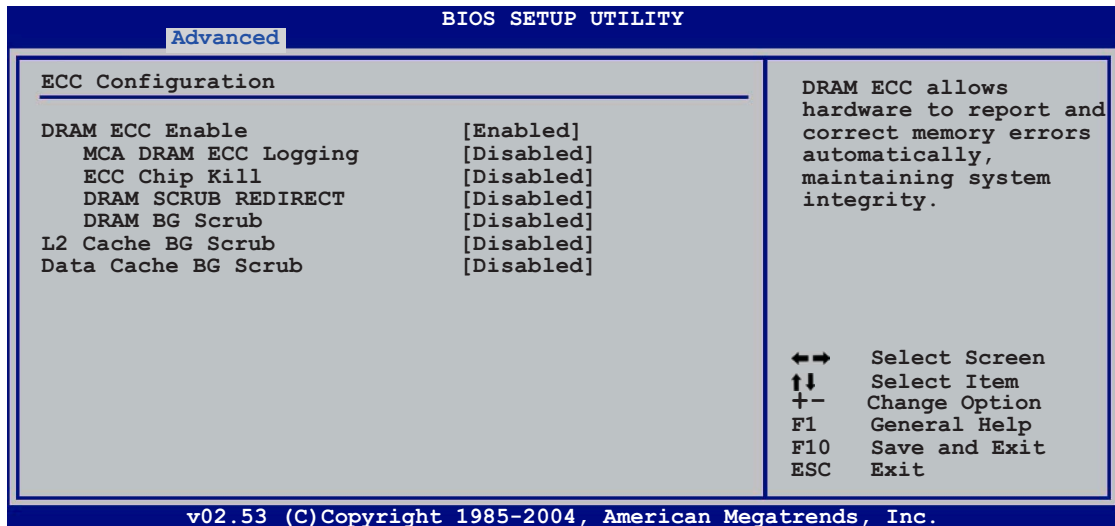 BIOS SETUP UTILITY
Advanced
ECC Configuration
DRAM ECC Enable [Enabled]
MCA DRAM ECC Logging [Disabled]
ECC Chip Kill [Disabled]
DRAM SCRUB REDIRECT [Disabled]
DRAM BG Scrub [Disabled]
L2 Cache BG Scrub [Disabled]
Data Cache BG Scrub [Disabled]
DRAM ECC allows
hardware to report and
correct memory errors
automatically,
maintaining system
integrity.
←→ Select Screen
↑↓ Select Item
+- Change Option
F1 General Help
F10 Save and Exit
ESC Exit
v02.53 (C)Copyright 1985-2004, American Megatrends, Inc.